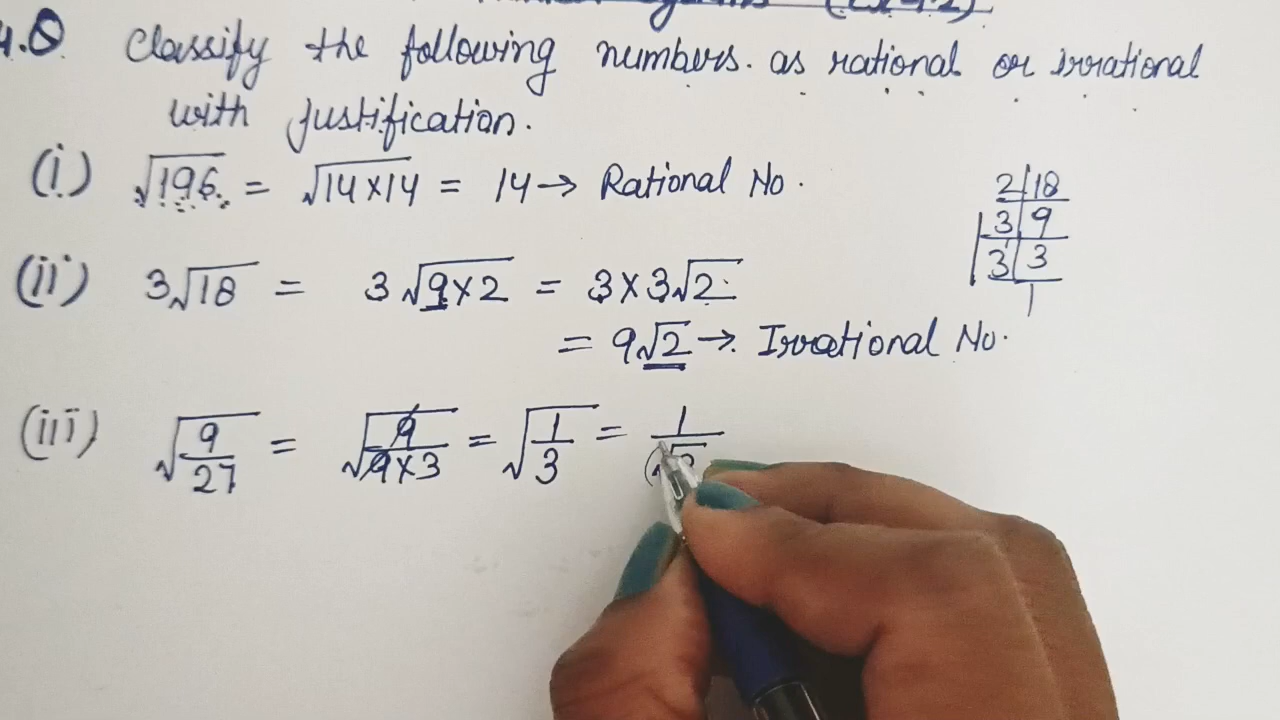 4.Q Classify the following numbers. as rational or irrational
with justification.
(i) √196 = √14×14 = 14 → Rational No.
2|18
3|9
3|3
1
(ii) 3√18 = 3√9×2 = 3×3√2
= 9√2 → Irrational No.
(iii) √9/27 = √9/9×3 = √1/3 = 1/√3